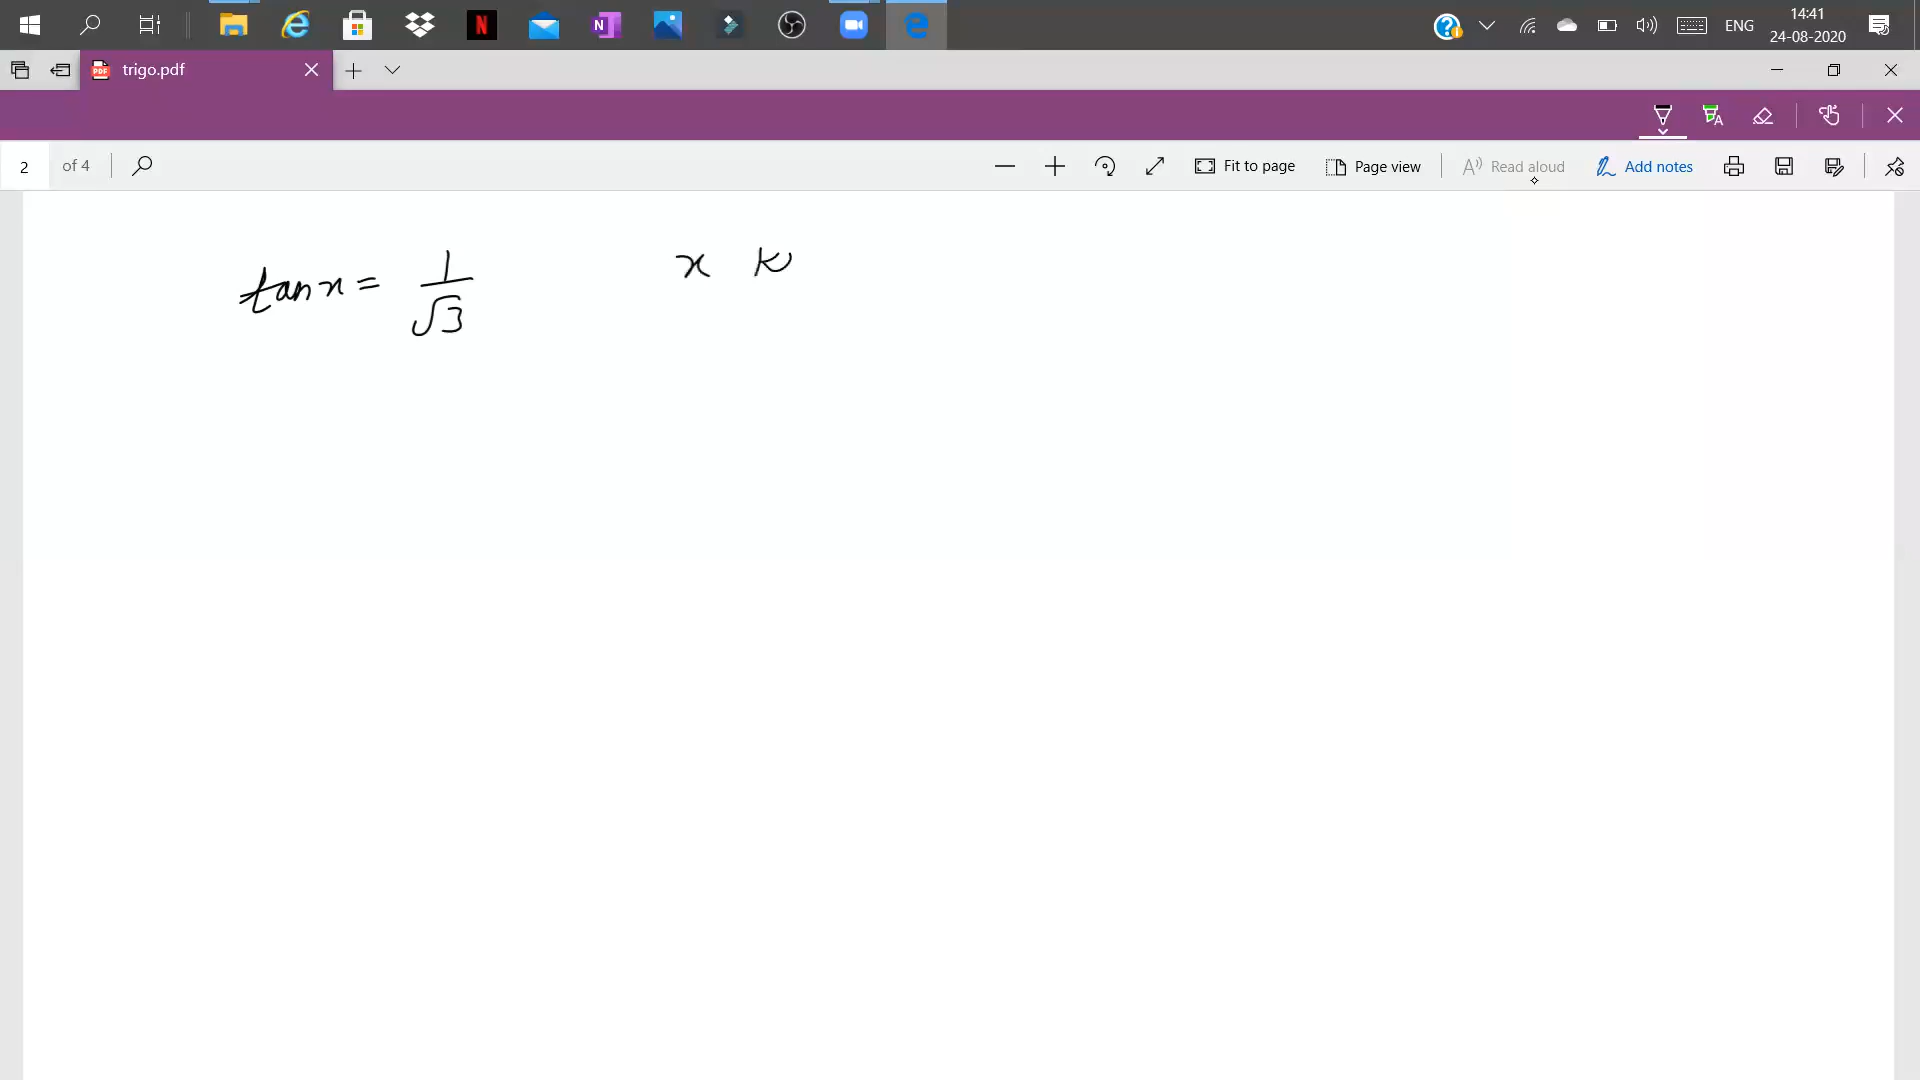 ENG
14:41
24-08-2020
trigo.pdf
2 of 4
Fit to page
Page view
Read aloud
Add notes
tan x = 1/√3
x